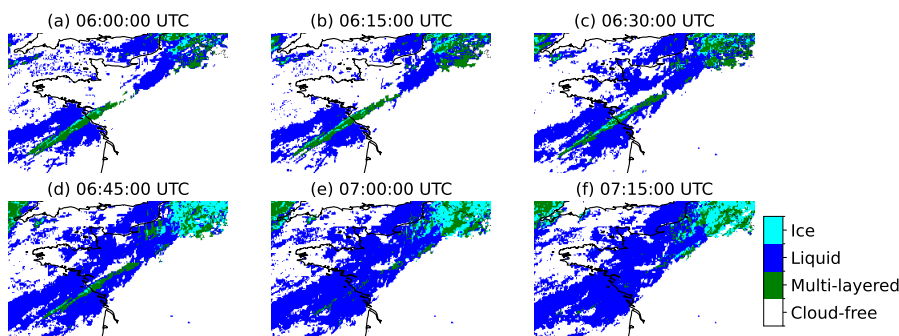 (a) 06:00:00 UTC
(b) 06:15:00 UTC
(c) 06:30:00 UTC
(d) 06:45:00 UTC
(e) 07:00:00 UTC
(f) 07:15:00 UTC
Ice
Liquid
Multi-layered
Cloud-free